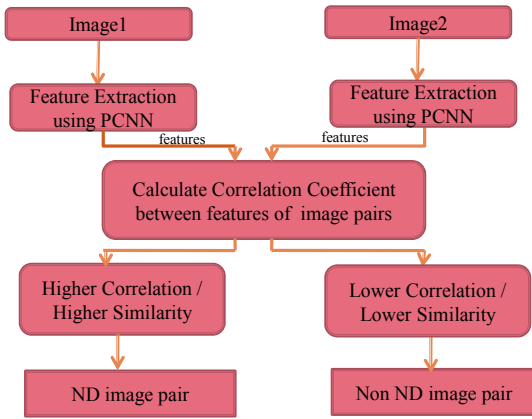 Image1
Image2
Feature Extraction
using PCNN
Feature Extraction
using PCNN
features
features
Calculate Correlation Coefficient
between features of image pairs
Higher Correlation /
Higher Similarity
Lower Correlation /
Lower Similarity
ND image pair
Non ND image pair